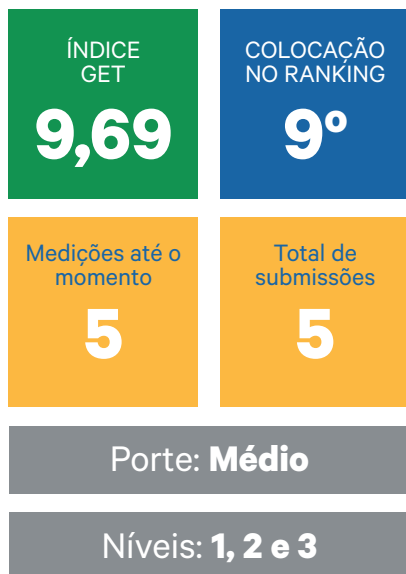 ÍNDICE
GET
9,69
COLOCAÇÃO
NO RANKING
9º
Medições até o
momento
5
Total de
submissões
5
Porte: Médio
Níveis: 1, 2 e 3